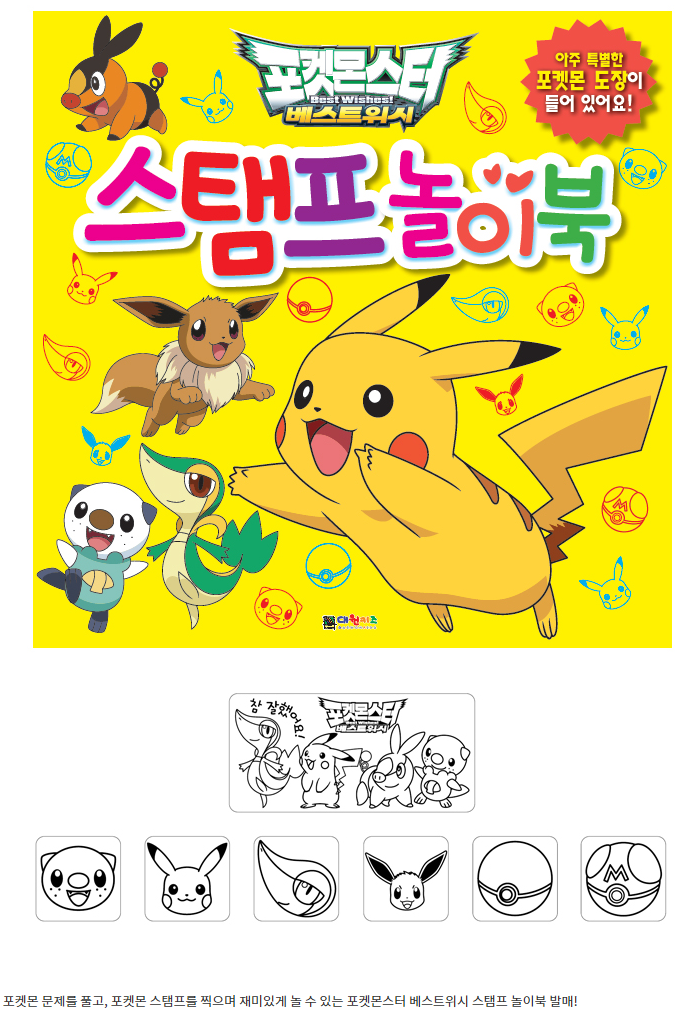 포켓몬스터
Best Wishes!
베스트위시
아주 특별한
포켓몬 도장이
들어 있어요!
스탬프 놀이북
대원키즈
참 잘했어요!
포켓몬스터
베스트위시
포켓몬 문제를 풀고, 포켓몬 스탬프를 찍으며 재미있게 놀 수 있는 포켓몬스터 베스트위시 스탬프 놀이북 발매!